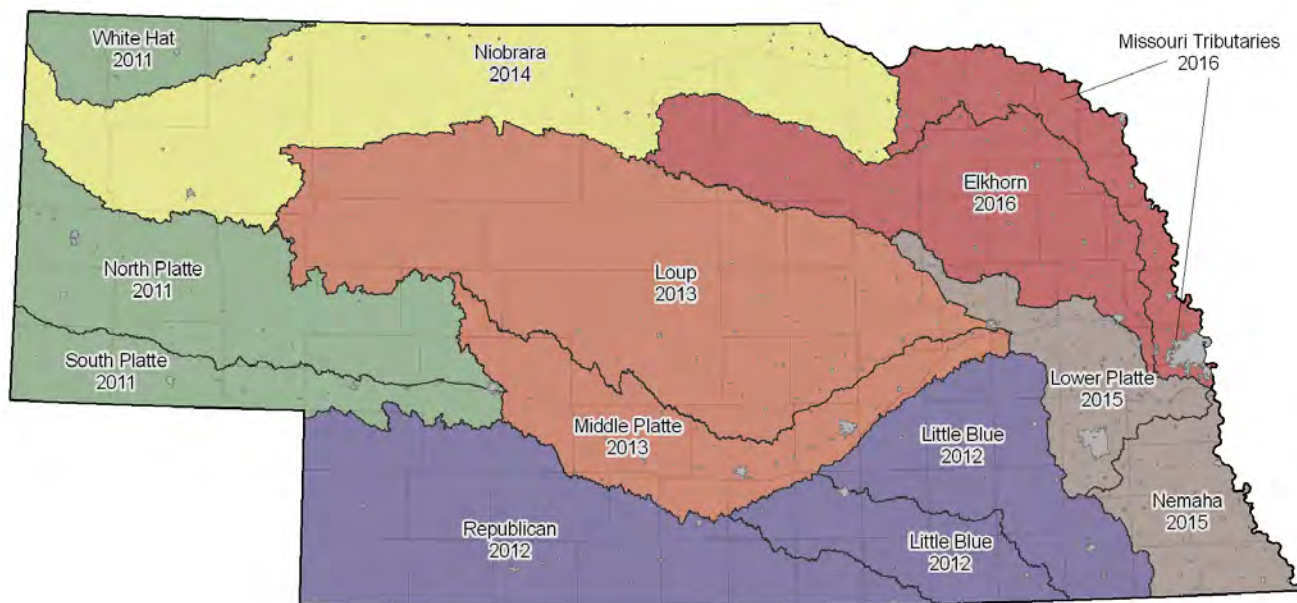 White Hat
2011
Niobrara
2014
Missouri Tributaries
2016
Elkhorn
2016
North Platte
2011
Loup
2013
South Platte
2011
Lower Platte
2015
Middle Platte
2013
Little Blue
2012
Nemaha
2015
Republican
2012
Little Blue
2012